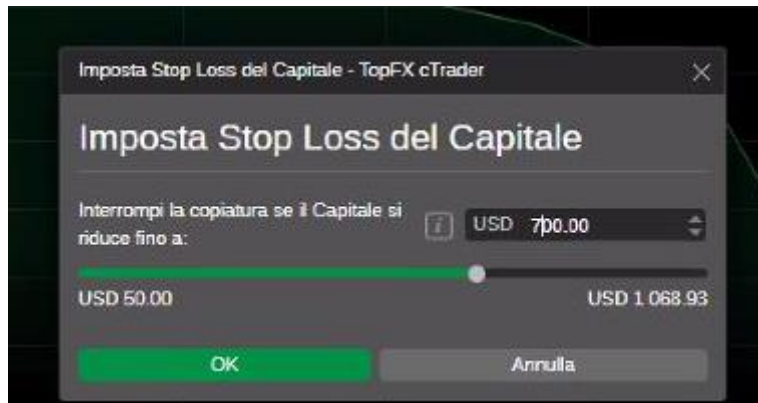 Imposta Stop Loss del Capitale - TopFX cTrader
Imposta Stop Loss del Capitale
Interrompi la copiatura se il Capitale si
riduce fino a:
i USD 700.00
USD 50.00 USD 1 068.93
OK Annulla